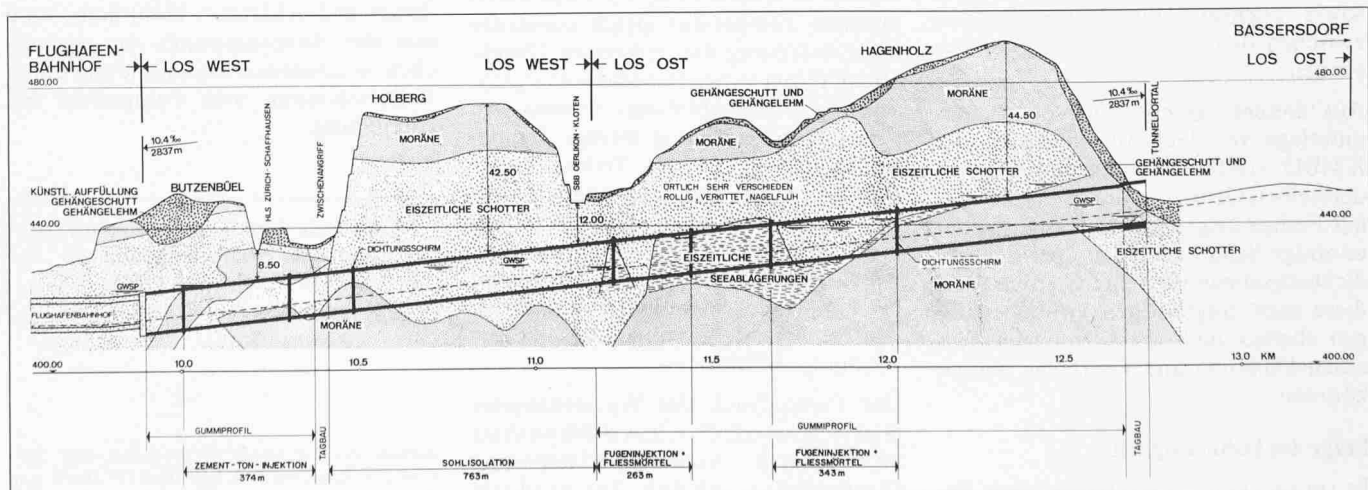 FLUGHAFEN-
BAHNHOF
LOS WEST
LOS WEST
LOS OST
BASSERSDORF
LOS OST
480.00
480.00
HOLBERG
HAGENHOLZ
GEHÄNGESCHUTT UND
GEHÄNGELEHM
MORÄNE
MORÄNE
MORÄNE
10.4 ‰
2837 m
10.4 ‰
2837 m
TUNNELPORTAL
44.50
KÜNSTL. AUFFÜLLUNG
GEHÄNGESCHUTT
GEHÄNGELEHM
BUTZENBÜEL
HLS ZÜRICH-SCHAFFHAUSEN
ZWISCHENANGRIFF
SBB OERLIKON-KLOTEN
42.50
GEHÄNGESCHUTT UND
GEHÄNGELEHM
EISZEITLICHE SCHOTTER
EISZEITLICHE SCHOTTER
ÖRTLICH SEHR VERSCHIEDEN
ROLLIG, VERKITTET, NAGELFLUH
12.00
440.00
440.00
8.50
DICHTUNGSSCHIRM
GWSP
GWSP
GWSP
GWSP
GWSP
EISZEITLICHE
SEEABLAGERUNGEN
DICHTUNGSSCHIRM
MORÄNE
EISZEITLICHE SCHOTTER
FLUGHAFENBAHNHOF
MORÄNE
400.00
10.0
10.5
11.0
11.5
12.0
12.5
13.0 KM
400.00
GUMMIPROFIL
TAGBAU
GUMMIPROFIL
TAGBAU
ZEMENT-TON-INJEKTION
374 m
SOHLISOLATION
763 m
FUGENINJEKTION +
FLIESSMÖRTEL
263 m
FUGENINJEKTION +
FLIESSMÖRTEL
343 m